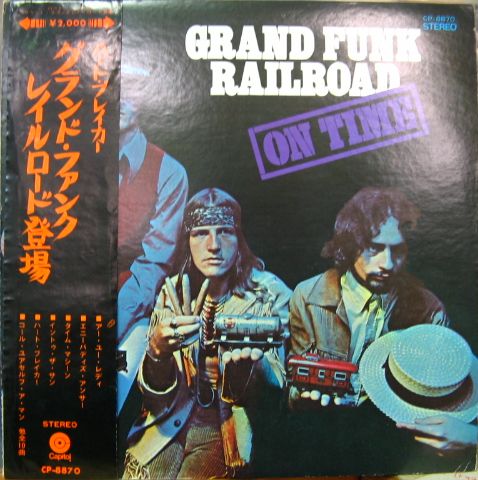 ¥2,000
ハートブレイカー
グランド・ファンク
レイルロード登場
■アー・ユー・レディ
■エニバディズ・アンサー
■タイム・マシーン
■イントゥ・ザ・サン
■ハート・ブレイカー
■コール・ユアセルフ・ア・マン 他全10曲
STEREO
Capitol
CP-8870
GRAND FUNK
RAILROAD
ON TIME
CP-8870
STEREO